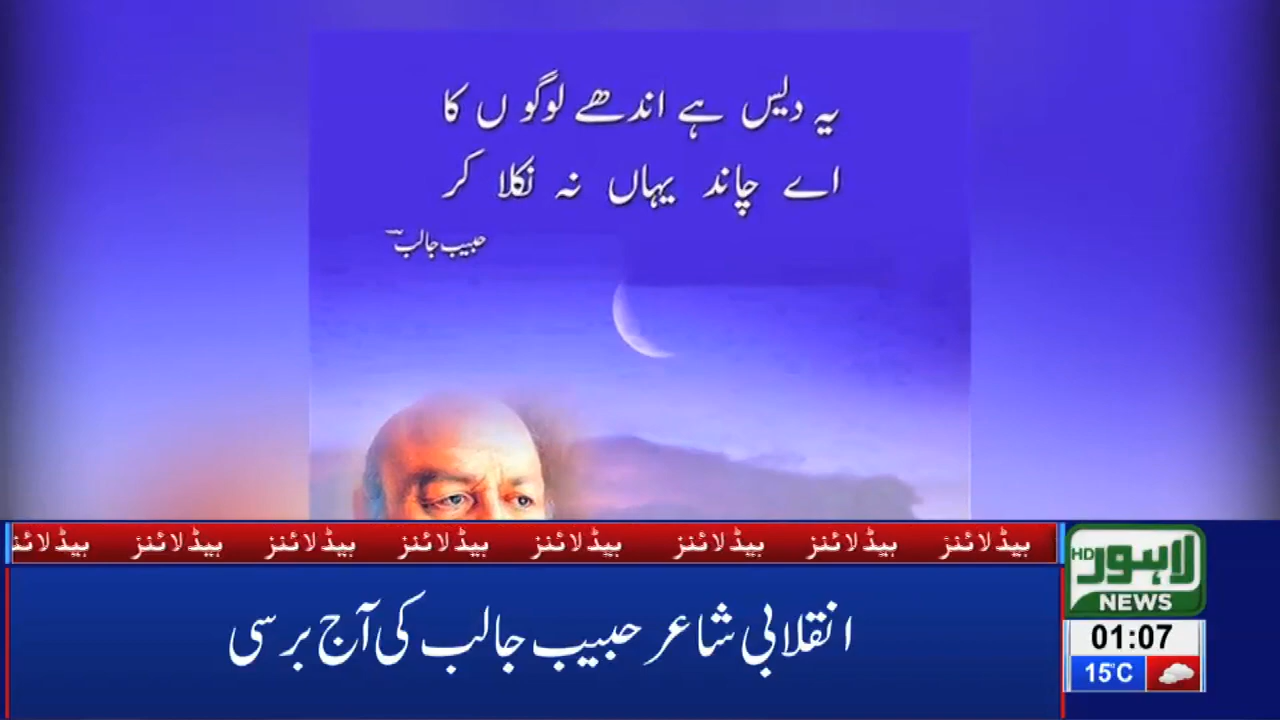 یہ دیس ہے اندھے لوگو ں کا
اے چاند یہاں نہ نکلا کر
حبیب جالب
ہیڈلائنز ہیڈلائنز ہیڈلائنز ہیڈلائنز ہیڈلائنز ہیڈلائنز ہیڈلائنز ہیڈلائنز
انقلابی شاعر حبیب جالب کی آج برسی
HD لاہور
NEWS
01:07
15°C